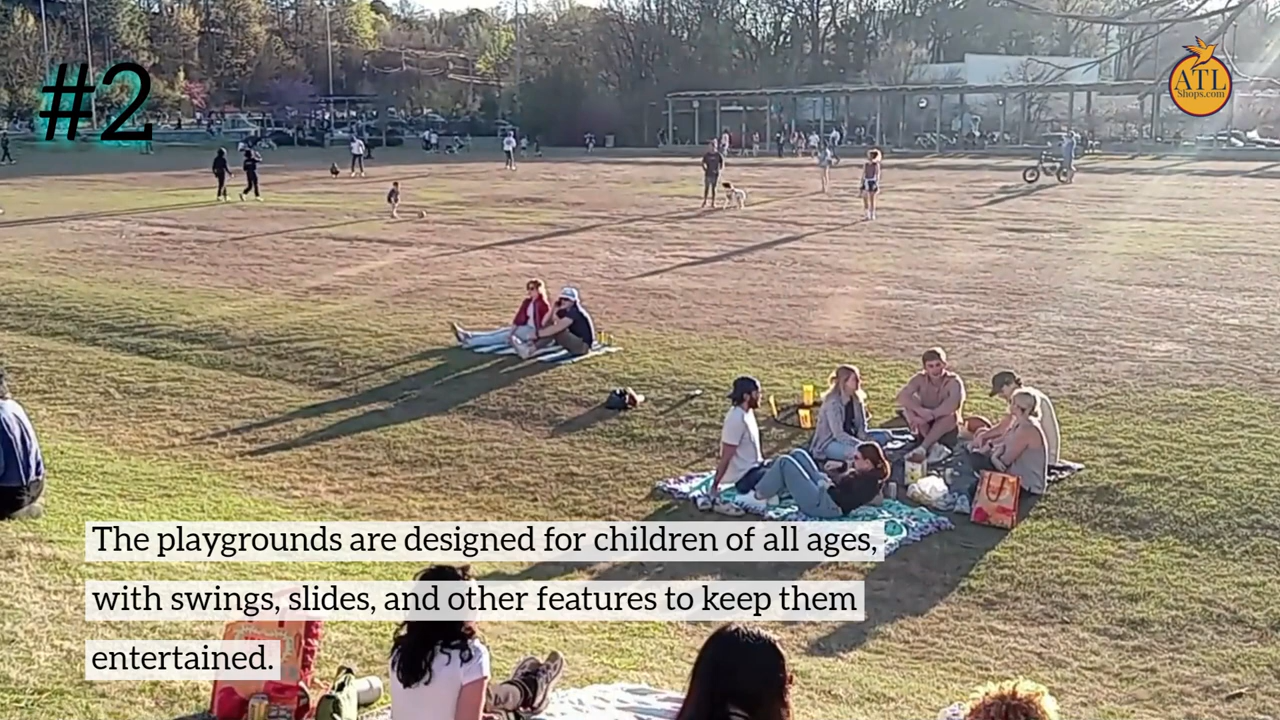 #2
ATL
Shops.com
The playgrounds are designed for children of all ages,
with swings, slides, and other features to keep them
entertained.